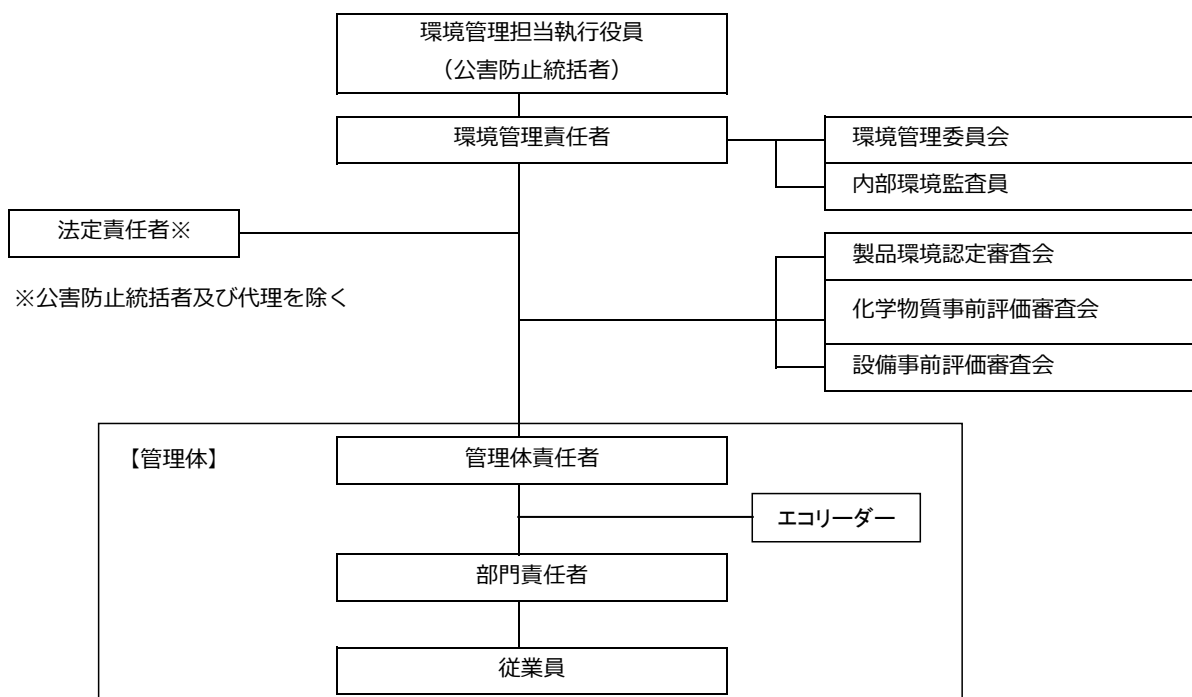 環境管理担当執行役員
（公害防止統括者）
環境管理責任者
環境管理委員会
内部環境監査員
法定責任者※
※公害防止統括者及び代理を除く
製品環境認定審査会
化学物質事前評価審査会
設備事前評価審査会
【管理体】
管理体責任者
エコリーダー
部門責任者
従業員